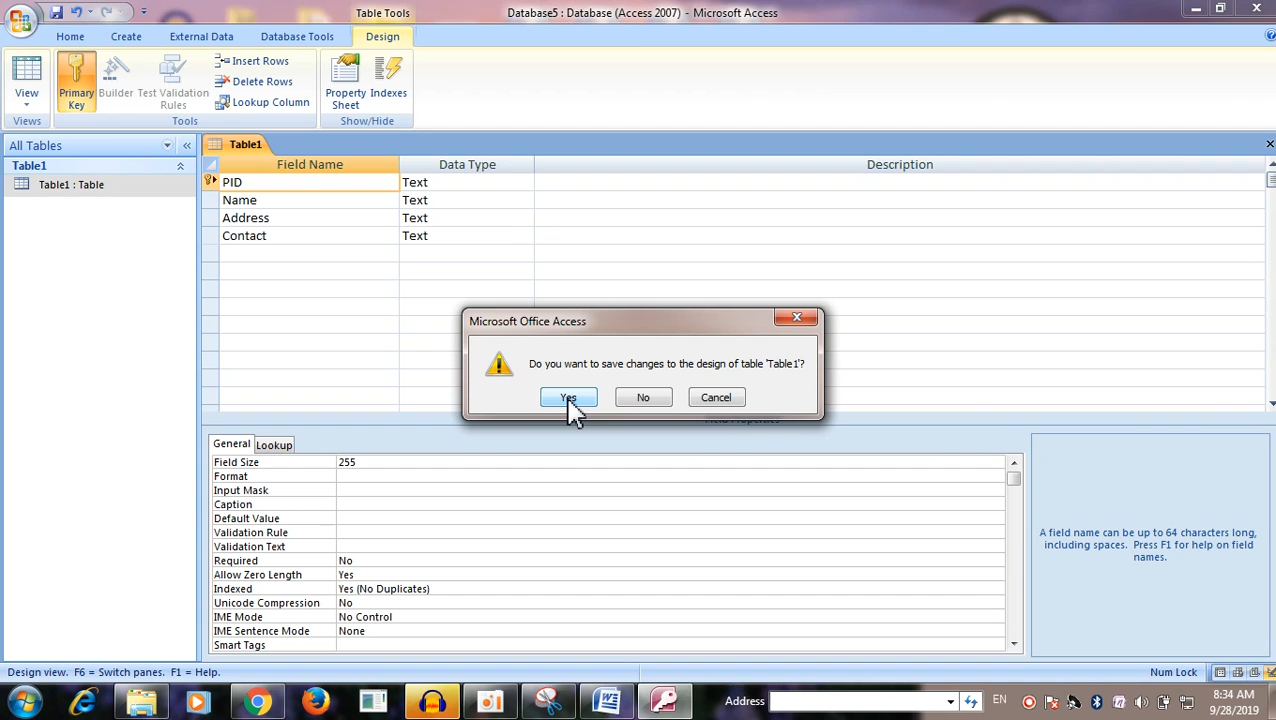 Table Tools
Database5 : Database (Access 2007) - Microsoft Access
Home Create External Data Database Tools Design
View
Primary Key
Builder
Test Validation Rules
Insert Rows
Delete Rows
Lookup Column
Property Sheet
Indexes
Views
Tools
Show/Hide
All Tables
Table1
Table1 : Table
Table1
Field Name Data Type Description
PID Text
Name Text
Address Text
Contact Text
Microsoft Office Access
Do you want to save changes to the design of table 'Table1'?
Yes No Cancel
Field Properties
General Lookup
Field Size 255
Format
Input Mask
Caption
Default Value
Validation Rule
Validation Text
Required No
Allow Zero Length Yes
Indexed Yes (No Duplicates)
Unicode Compression No
IME Mode No Control
IME Sentence Mode None
Smart Tags
A field name can be up to 64 characters long,
including spaces. Press F1 for help on field
names.
Design view. F6 = Switch panes. F1 = Help.
Num Lock
Address
EN
8:34 AM
9/28/2019